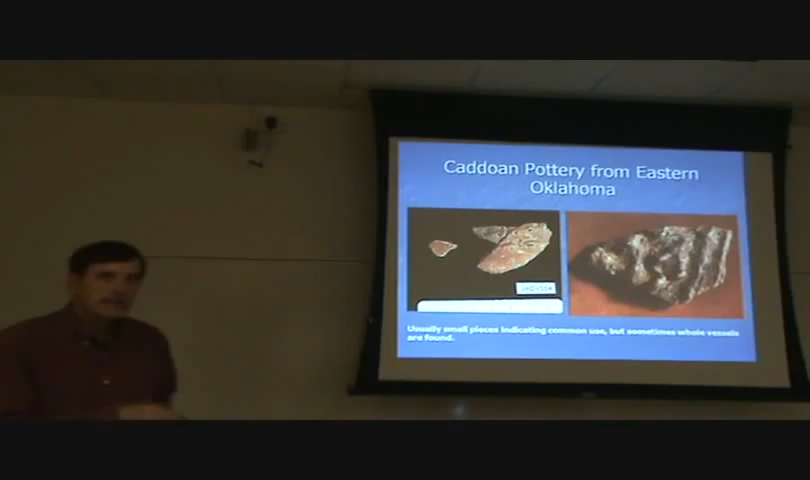 Caddoan Pottery from Eastern
Oklahoma
Usually small pieces indicating common use, but sometimes whole vessels
are found.